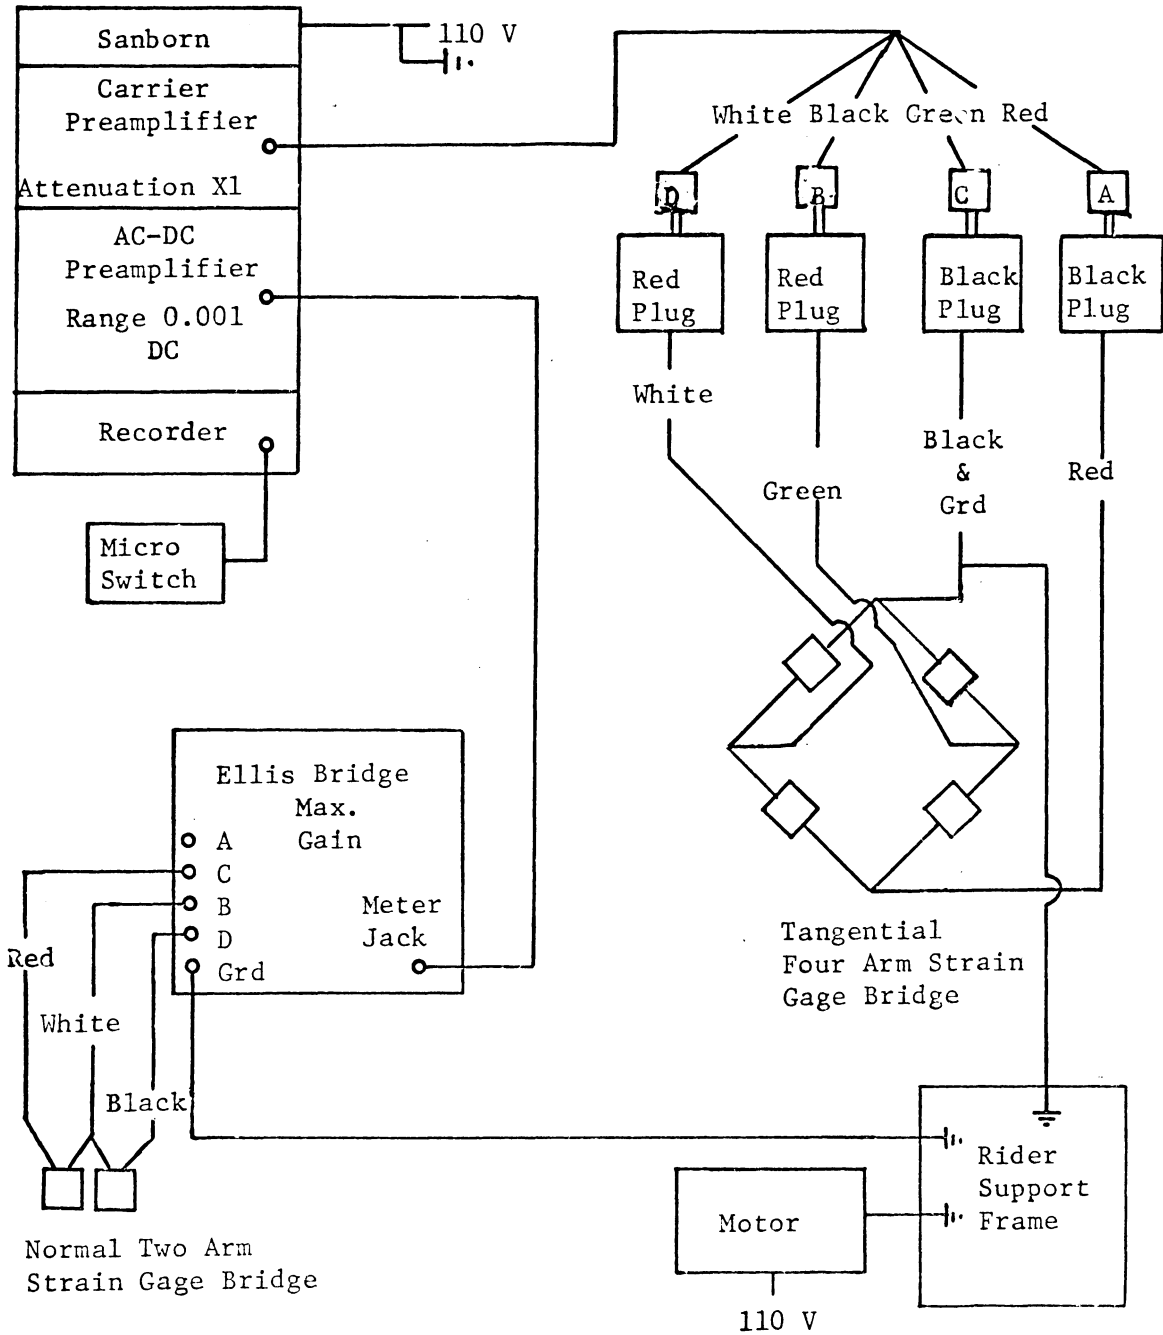 Sanborn
110 V
Carrier
Preamplifier
Attenuation X1
AC-DC
Preamplifier
Range 0.001
DC
Recorder
Micro
Switch
White Black Green Red
D
B
C
A
Red
Plug
Red
Plug
Black
Plug
Black
Plug
White
Green
Black
&
Grd
Red
Ellis Bridge
Max.
Gain
A
C
B
D
Grd
Meter
Jack
Red
White
Black
Normal Two Arm
Strain Gage Bridge
Tangential
Four Arm Strain
Gage Bridge
Rider
Support
Frame
Motor
110 V